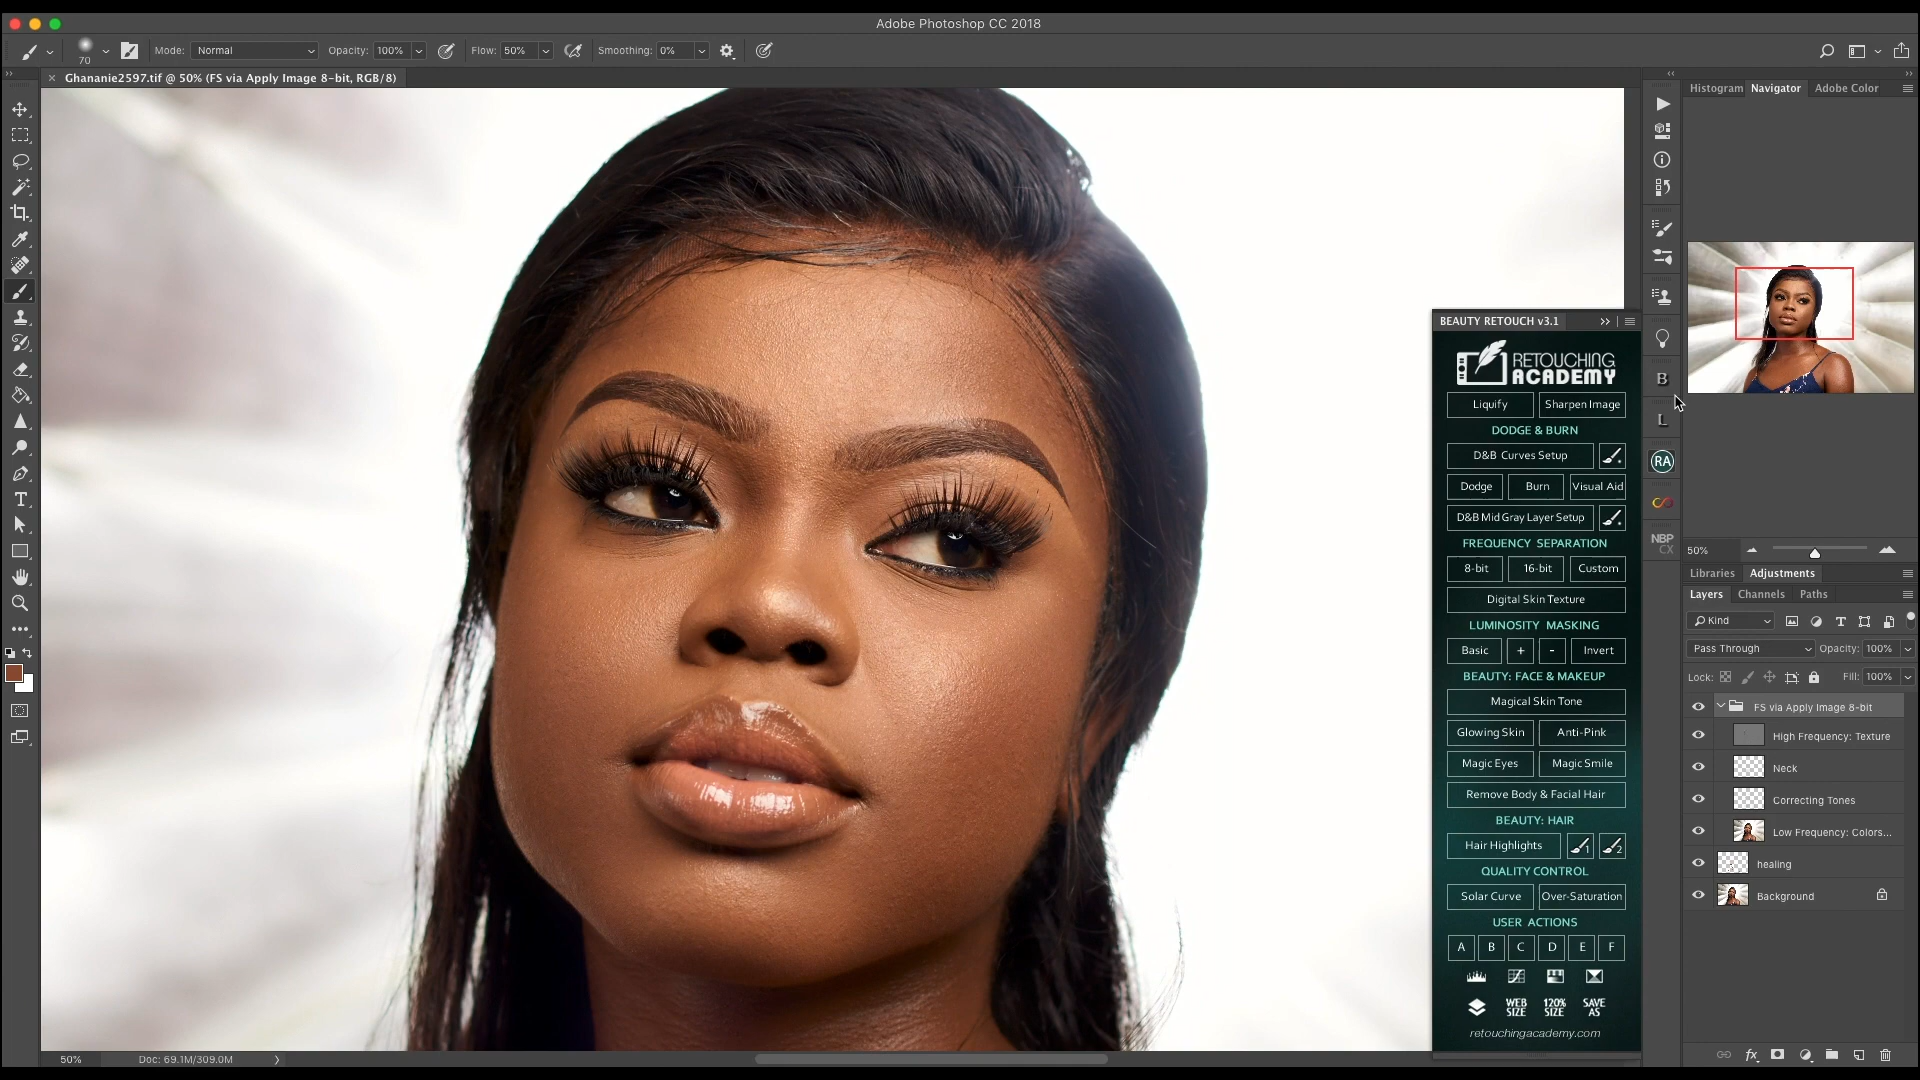 Adobe Photoshop CC 2018
70 Mode: Normal Opacity: 100% Flow: 50% Smoothing: 0%
Ghananie2597.tif @ 50% (FS via Apply Image 8-bit, RGB/8)
50% Doc: 69.1M/309.0M
BEAUTY RETOUCH v3.1
RETOUCHING
ACADEMY
Liquify Sharpen Image
DODGE & BURN
D&B Curves Setup
Dodge Burn Visual Aid
D&B Mid Gray Layer Setup
FREQUENCY SEPARATION
8-bit 16-bit Custom
Digital Skin Texture
LUMINOSITY MASKING
Basic + - Invert
BEAUTY: FACE & MAKEUP
Magical Skin Tone
Glowing Skin Anti-Pink
Magic Eyes Magic Smile
Remove Body & Facial Hair
BEAUTY: HAIR
Hair Highlights 1 2
QUALITY CONTROL
Solar Curve Over-Saturation
USER ACTIONS
A B C D E F
WEB SIZE 120% SIZE SAVE AS
retouchingacademy.com
B
L
RA
NBP
CX
Histogram Navigator Adobe Color
50%
Libraries Adjustments
Layers Channels Paths
Kind
Pass Through Opacity: 100%
Lock: Fill: 100%
FS via Apply Image 8-bit
High Frequency: Texture
Neck
Correcting Tones
Low Frequency: Colors...
healing
Background